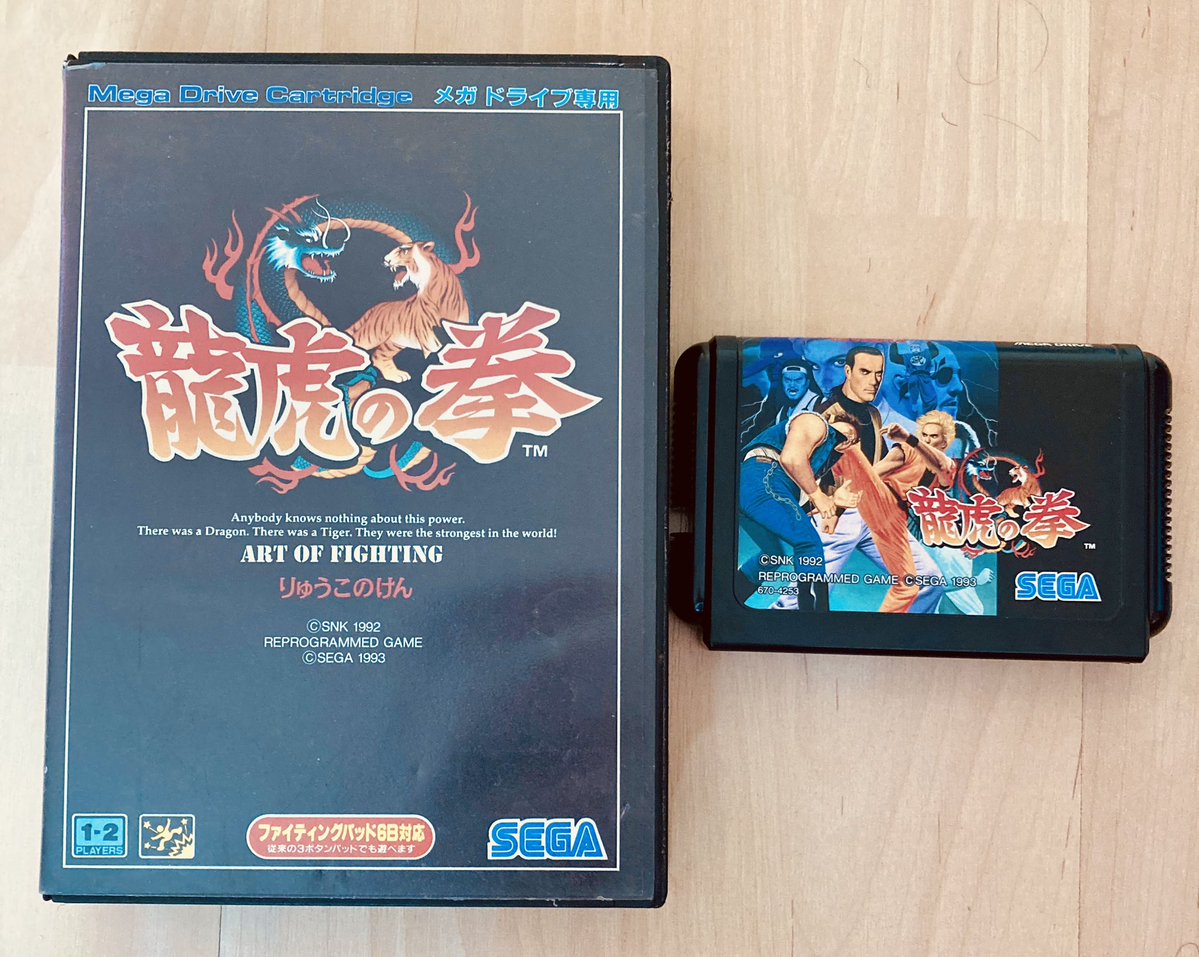 Mega Drive Cartridge メガドライブ専用
龍虎の拳
TM
Anybody knows nothing about this power.
There was a Dragon. There was a Tiger. They were the strongest in the world!
ART OF FIGHTING
りゅうこのけん
©SNK 1992
REPROGRAMMED GAME
©SEGA 1993
1-2
PLAYERS
ファイティングパッド6B対応
従来の3ボタンパッドでも遊べます
SEGA
龍虎の拳
TM
©SNK 1992
REPROGRAMMED GAME ©SEGA 1993
670-4253
SEGA